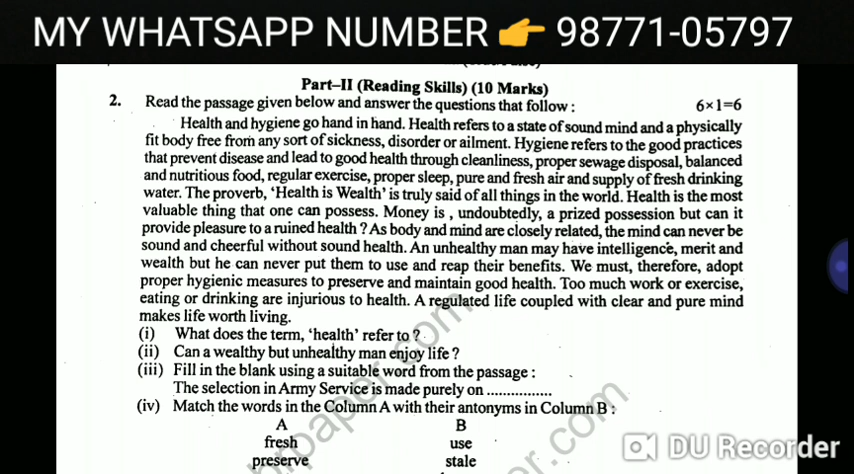 MY WHATSAPP NUMBER 👉 98771-05797
Part–II (Reading Skills) (10 Marks)
2. Read the passage given below and answer the questions that follow : 6×1=6
Health and hygiene go hand in hand. Health refers to a state of sound mind and a physically
fit body free from any sort of sickness, disorder or ailment. Hygiene refers to the good practices
that prevent disease and lead to good health through cleanliness, proper sewage disposal, balanced
and nutritious food, regular exercise, proper sleep, pure and fresh air and supply of fresh drinking
water. The proverb, ‘Health is Wealth’ is truly said of all things in the world. Health is the most
valuable thing that one can possess. Money is , undoubtedly, a prized possession but can it
provide pleasure to a ruined health ? As body and mind are closely related, the mind can never be
sound and cheerful without sound health. An unhealthy man may have intelligence, merit and
wealth but he can never put them to use and reap their benefits. We must, therefore, adopt
proper hygienic measures to preserve and maintain good health. Too much work or exercise,
eating or drinking are injurious to health. A regulated life coupled with clear and pure mind
makes life worth living.
(i) What does the term, ‘health’ refer to ?
(ii) Can a wealthy but unhealthy man enjoy life ?
(iii) Fill in the blank using a suitable word from the passage :
The selection in Army Service is made purely on ................
(iv) Match the words in the Column A with their antonyms in Column B :
A B
fresh use
preserve stale
DU Recorder